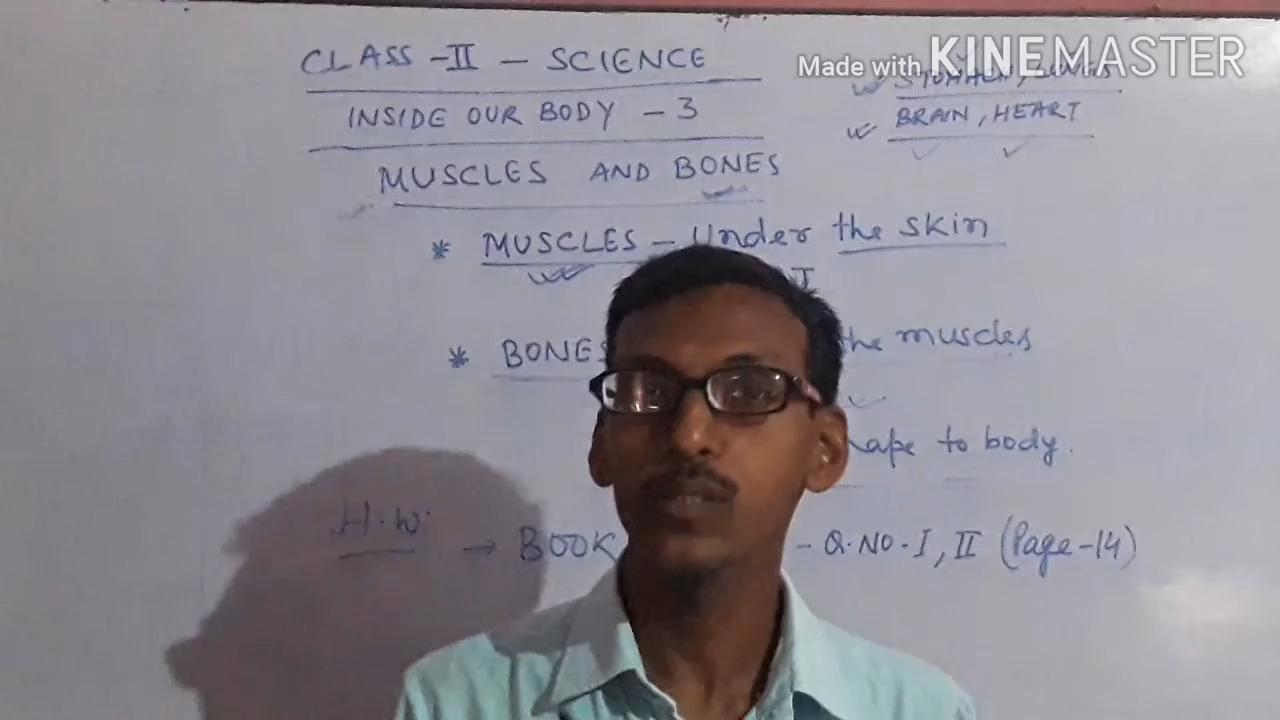 CLASS -II - SCIENCE
INSIDE OUR BODY - 3
MUSCLES AND BONES
Made with KINEMASTER
BRAIN, HEART
* MUSCLES - Under the skin
* BONES the muscles
to body.
H.W.
→ BOOK - Q.NO.I, II (Page-14)